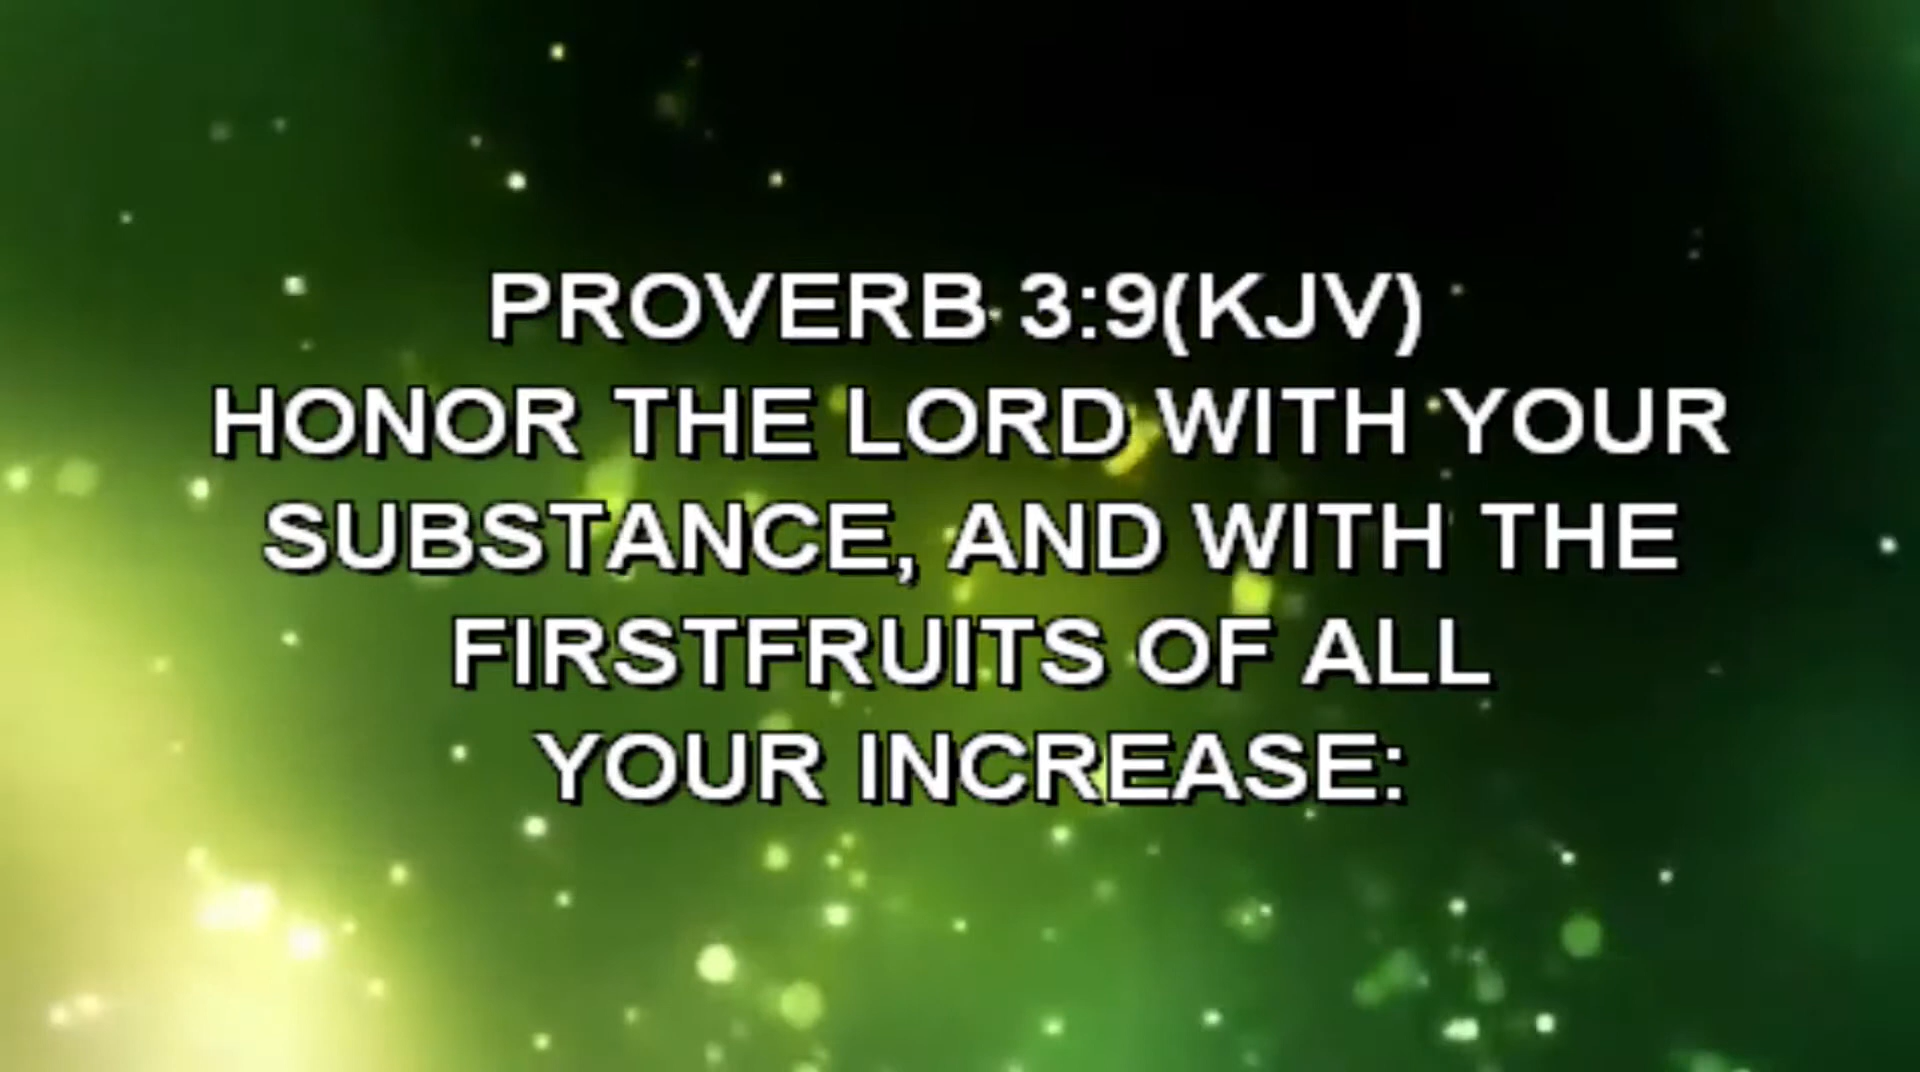 PROVERB 3:9(KJV)
HONOR THE LORD WITH YOUR
SUBSTANCE, AND WITH THE
FIRSTFRUITS OF ALL
YOUR INCREASE: